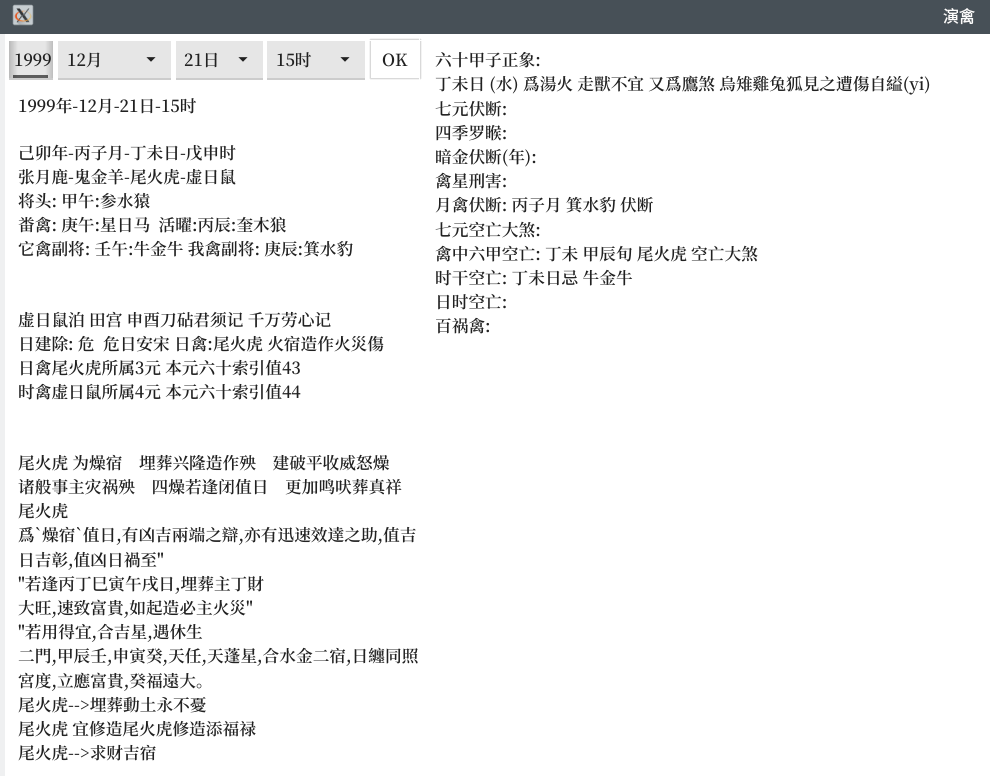 演禽
1999 12月 21日 15时 OK
1999年-12月-21日-15时
己卯年-丙子月-丁未日-戊申时
张月鹿-鬼金羊-尾火虎-虚日鼠
将头: 甲午:参水猿
畨禽: 庚午:星日马 活曜:丙辰:奎木狼
它禽副将: 壬午:牛金牛 我禽副将: 庚辰:箕水豹
虚日鼠泊 田宫 申酉刀砧君须记 千万劳心记
日建除: 危 危日安宋 日禽:尾火虎 火宿造作火災傷
日禽尾火虎所属3元 本元六十索引值43
时禽虚日鼠所属4元 本元六十索引值44
尾火虎 为燥宿 埋葬兴隆造作殃 建破平收威怒燥
诸般事主灾祸殃 四燥若逢闭值日 更加鸣吠葬真祥
尾火虎
爲`燥宿`值日,有凶吉兩端之辯,亦有迅速效達之助,值吉
日吉彰,值凶日禍至"
"若逢丙丁巳寅午戌日,埋葬主丁財
大旺,速致富貴,如起造必主火災"
"若用得宜,合吉星,遇休生
二門,甲辰壬,申寅癸,天任,天蓬星,合水金二宿,日纏同照
宮度,立應富貴,発福遠大。
尾火虎-->埋葬動土永不憂
尾火虎 宜修造尾火虎修造添福禄
尾火虎-->求财吉宿
六十甲子正象:
丁未日 (水) 爲湯火 走獸不宜 又爲鷹煞 烏雉雞兔狐見之遭傷自縊(yi)
七元伏断:
四季罗睺:
暗金伏断(年):
禽星刑害:
月禽伏断: 丙子月 箕水豹 伏断
七元空亡大煞:
禽中六甲空亡: 丁未 甲辰旬 尾火虎 空亡大煞
时干空亡: 丁未日忌 牛金牛
日时空亡:
百祸禽: